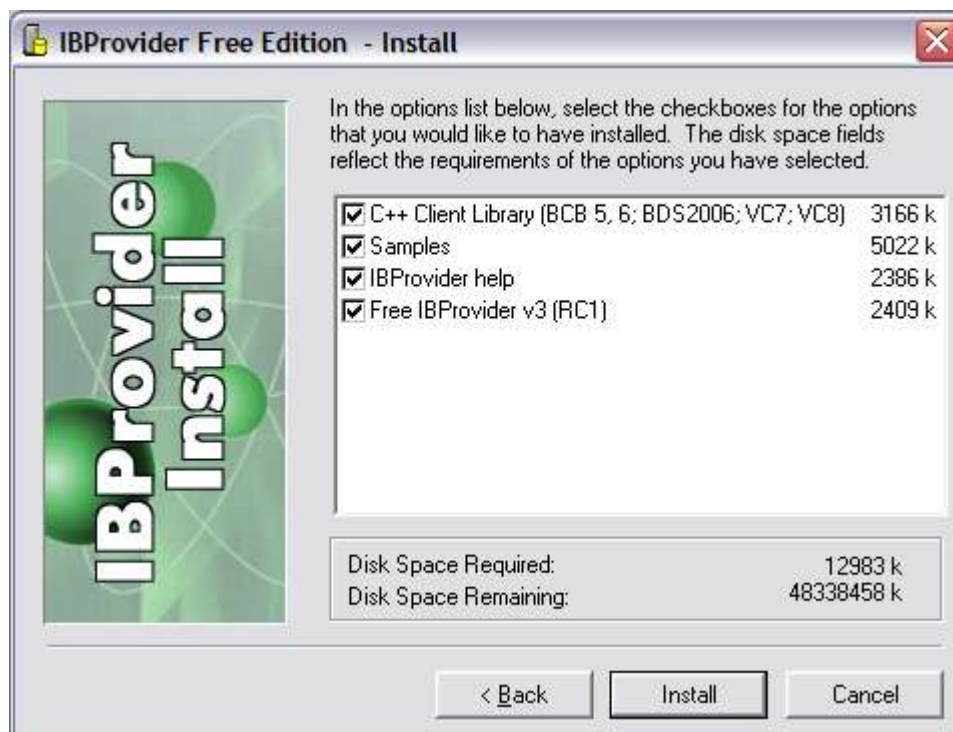 IBProvider Free Edition - Install
IBProvider
Install
In the options list below, select the checkboxes for the options
that you would like to have installed. The disk space fields
reflect the requirements of the options you have selected.
C++ Client Library (BCB 5, 6; BDS2006; VC7; VC8) 3166 k
Samples 5022 k
IBProvider help 2386 k
Free IBProvider v3 (RC1) 2409 k
Disk Space Required: 12983 k
Disk Space Remaining: 48338458 k
< Back Install Cancel